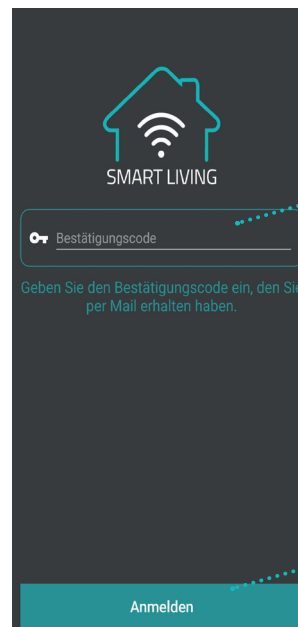 SMART LIVING
Bestätigungscode
Geben Sie den Bestätigungscode ein, den Sie
per Mail erhalten haben.
Anmelden